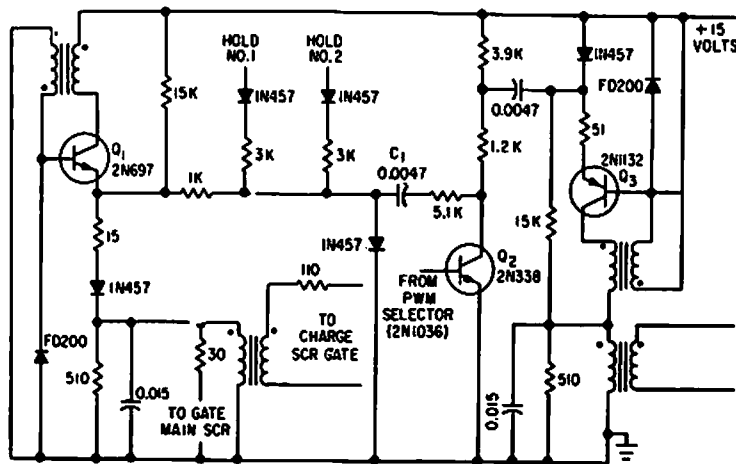 +15
VOLTS
HOLD
NO.1
HOLD
NO.2
3.9K
1N457
1N457
1N457
FD200
15K
0.0047
Q1
2N697
3K
3K
C1
0.0047
1.2K
51
2N1132
Q3
1K
5.1K
15K
15
1N457
1N457
110
Q2
2N338
FROM
PWM
SELECTOR
(2N1036)
FD200
TO
CHARGE
SCR GATE
510
0.015
30
0.015
510
TO GATE
MAIN SCR